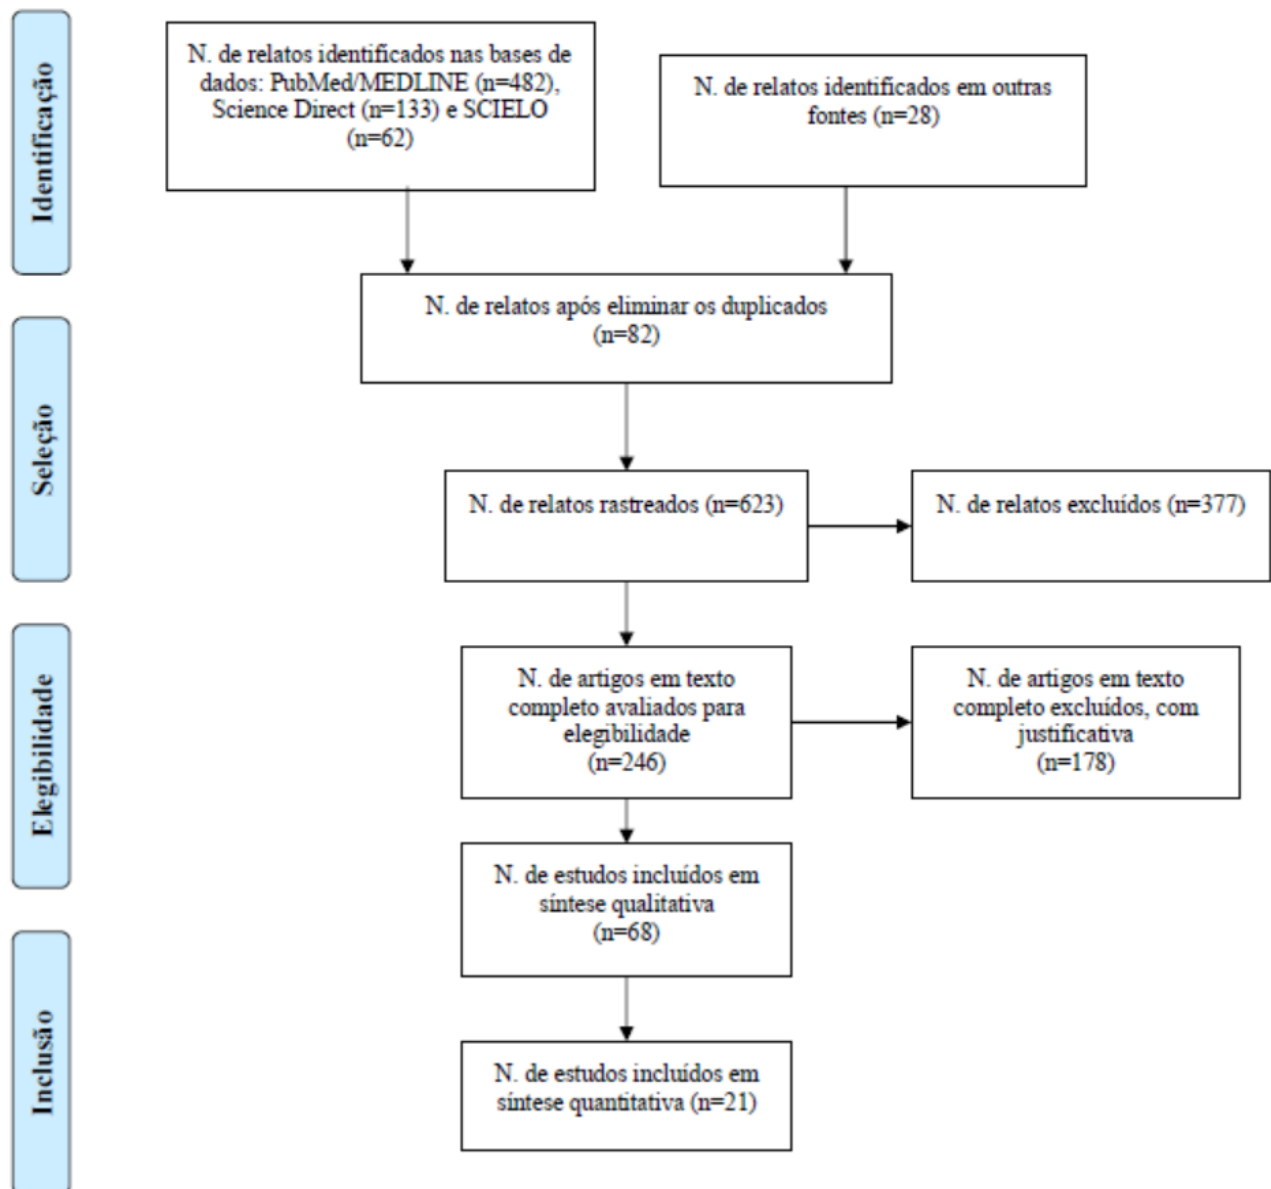 Identificação
N. de relatos identificados nas bases de
dados: PubMed/MEDLINE (n=482),
Science Direct (n=133) e SCIELO
(n=62)
N. de relatos identificados em outras
fontes (n=28)
N. de relatos após eliminar os duplicados
(n=82)
Seleção
N. de relatos rastreados (n=623)
N. de relatos excluídos (n=377)
Elegibilidade
N. de artigos em texto
completo avaliados para
elegibilidade
(n=246)
N. de artigos em texto
completo excluídos, com
justificativa
(n=178)
N. de estudos incluídos em
síntese qualitativa
(n=68)
Inclusão
N. de estudos incluídos em
síntese quantitativa (n=21)